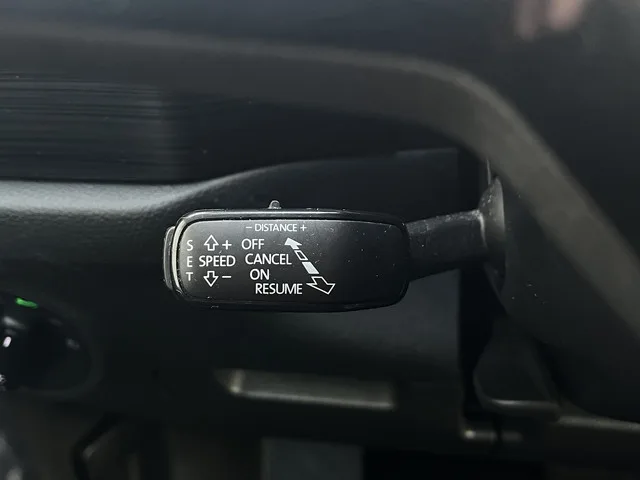 - DISTANCE +
S + OFF
E SPEED CANCEL
T - ON
RESUME